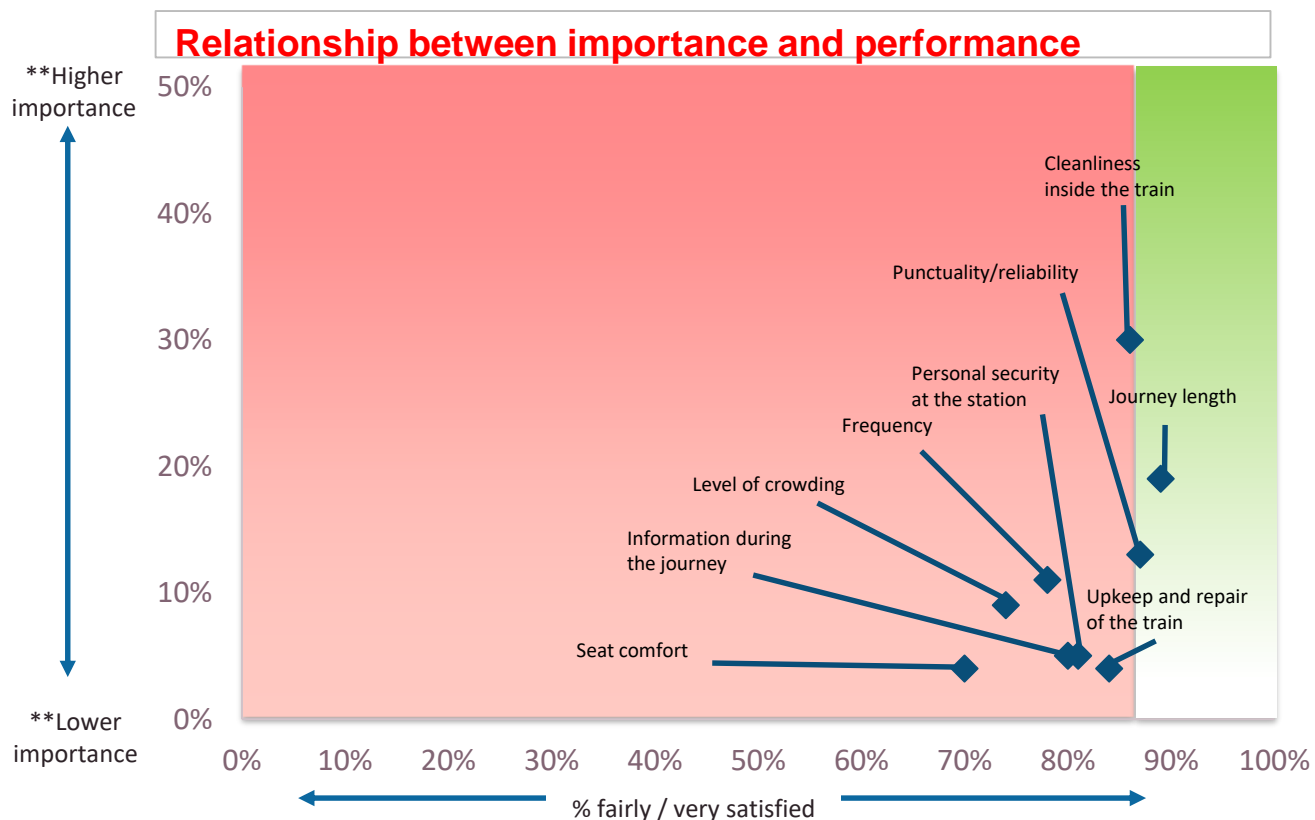 Relationship between importance and performance
**Higher
importance
50%
40%
30%
20%
10%
0%
**Lower
importance
Cleanliness
inside the train
Punctuality/reliability
Personal security
at the station
Journey length
Frequency
Level of crowding
Information during
the journey
Upkeep and repair
of the train
Seat comfort
0% 10% 20% 30% 40% 50% 60% 70% 80% 90% 100%
% fairly / very satisfied